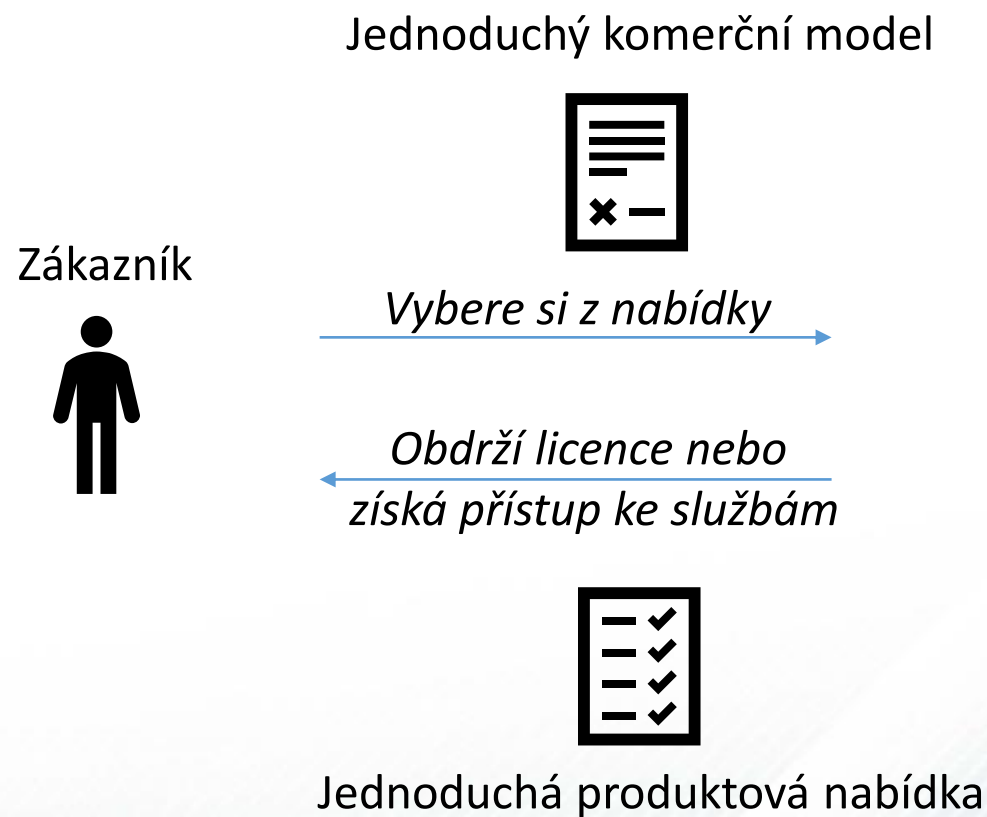 Jednoduchý komerční model
Zákazník
Vybere si z nabídky
Obdrží licence nebo
získá přístup ke službám
Jednoduchá produktová nabídka